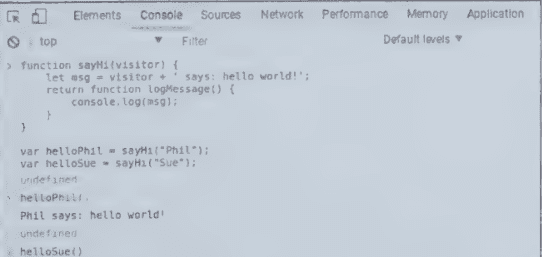 Elements Console Sources Network Performance Memory Application
top Filter Default levels ▼
> function sayHi(visitor) {
let msg = visitor + ' says: hello world!';
return function logMessage() {
console.log(msg);
}
}
var helloPhil = sayHi("Phil");
var helloSue = sayHi("Sue");
undefined
helloPhil()
Phil says: hello world!
undefined
helloSue()